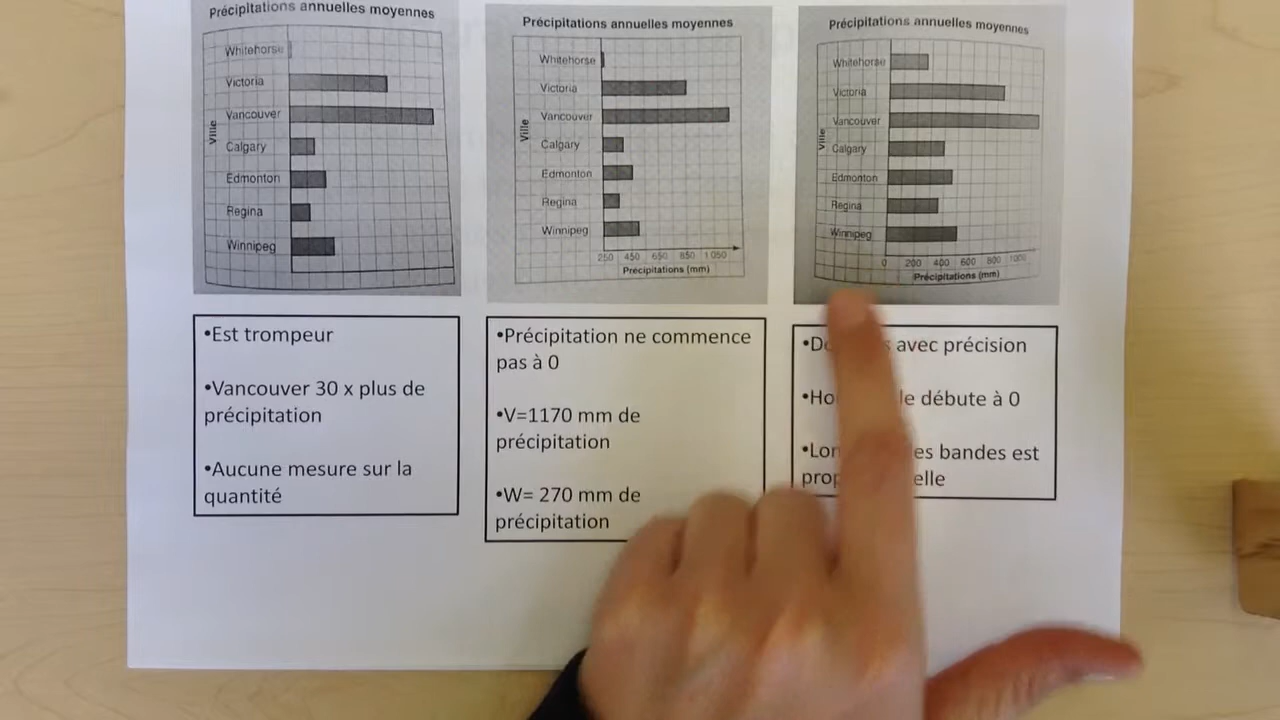 Précipitations annuelles moyennes
Ville
Whitehorse
Victoria
Vancouver
Calgary
Edmonton
Regina
Winnipeg
•Est trompeur
•Vancouver 30 x plus de
précipitation
•Aucune mesure sur la
quantité
Précipitations annuelles moyennes
Ville
Whitehorse
Victoria
Vancouver
Calgary
Edmonton
Regina
Winnipeg
250 450 650 850 1 050
Précipitations (mm)
•Précipitation ne commence
pas à 0
•V=1170 mm de
précipitation
•W= 270 mm de
précipitation
Précipitations annuelles moyennes
Ville
Whitehorse
Victoria
Vancouver
Calgary
Edmonton
Regina
Winnipeg
0 200 400 600 800 1000
Précipitations (mm)
avec précision
débute à 0
bandes est